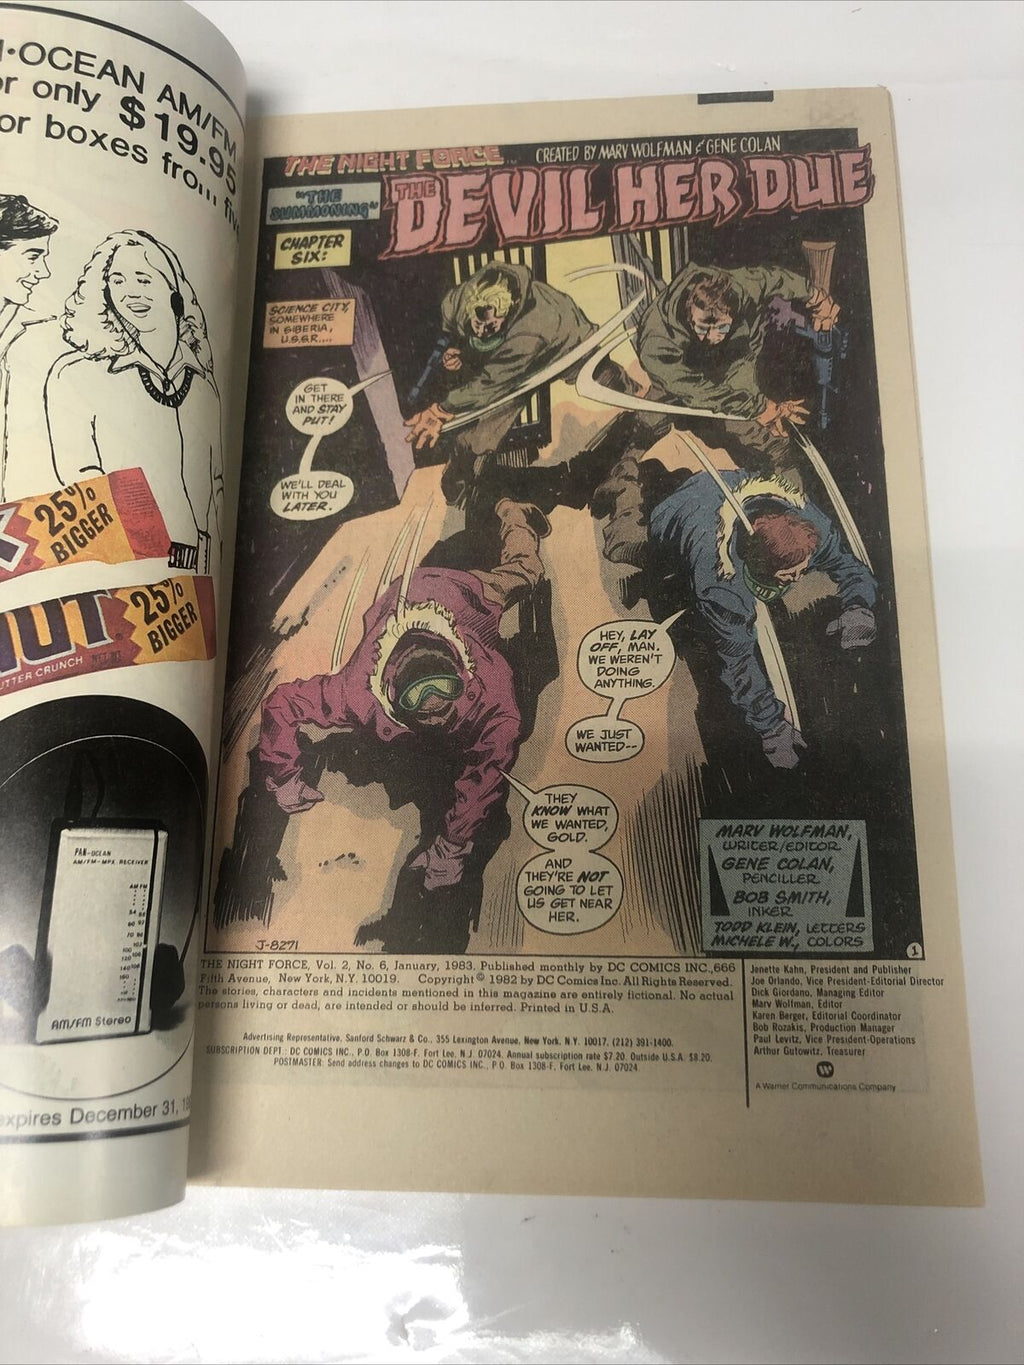 OCEAN AM/FM
only $19.95
or boxes
25% BIGGER
25% BIGGER
UTTER CRUNCH
PAN-OCEAN
AM/FM-MPX RECEIVER
AM FM
AM/FM Stereo
expires December 31,
THE NIGHT FORCE
CREATED BY MARV WOLFMAN & GENE COLAN
"THE
SUMMONING"
THE DEVIL HER DUE
CHAPTER
SIX:
SCIENCE CITY,
SOMEWHERE
IN SIBERIA,
U.S.S.R....
GET
IN THERE
AND STAY
PUT!
WE'LL DEAL
WITH YOU
LATER.
HEY, LAY
OFF, MAN.
WE WEREN'T
DOING
ANYTHING.
WE JUST
WANTED--
THEY
KNOW WHAT
WE WANTED,
GOLD.
AND
THEY'RE NOT
GOING TO LET
US GET NEAR
HER.
MARV WOLFMAN,
WRITER/EDITOR
GENE COLAN,
PENCILLER
BOB SMITH,
INKER
TODD KLEIN, LETTERS
MICHELE W., COLORS
J-8271
1
THE NIGHT FORCE, Vol. 2, No. 6, January, 1983. Published monthly by DC COMICS INC., 666
Fifth Avenue, New York, N.Y. 10019. Copyright © 1982 by DC Comics Inc. All Rights Reserved.
The stories, characters and incidents mentioned in this magazine are entirely fictional. No actual
persons living or dead, are intended or should be inferred. Printed in U.S.A.
Advertising Representative, Sanford Schwarz & Co., 355 Lexington Avenue, New York, N.Y. 10017. (212) 391-1400.
SUBSCRIPTION DEPT.: DC COMICS INC., P.O. Box 1308-F, Fort Lee, N.J. 07024. Annual subscription rate $7.20. Outside U.S.A. $8.20.
POSTMASTER: Send address changes to DC COMICS INC., P.O. Box 1308-F, Fort Lee, N.J. 07024
Jenette Kahn, President and Publisher
Joe Orlando, Vice President-Editorial Director
Dick Giordano, Managing Editor
Marv Wolfman, Editor
Karen Berger, Editorial Coordinator
Bob Rozakis, Production Manager
Paul Levitz, Vice President-Operations
Arthur Gutowitz, Treasurer
A Warner Communications Company